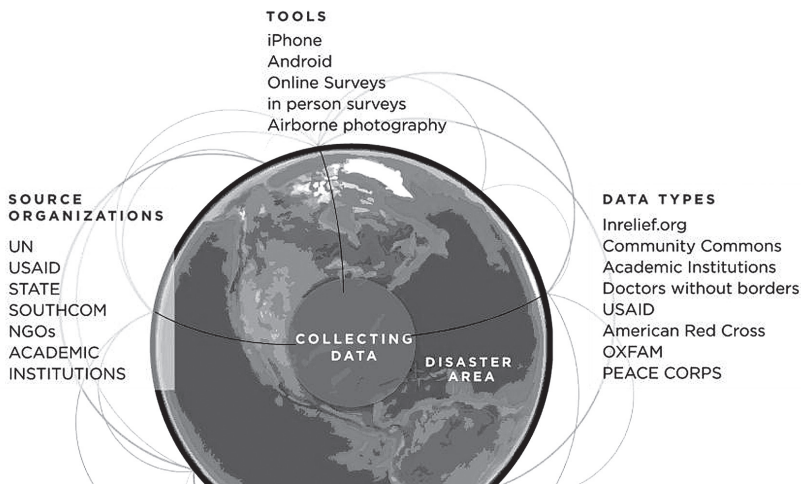 TOOLS
iPhone
Android
Online Surveys
in person surveys
Airborne photography
SOURCE
ORGANIZATIONS
UN
USAID
STATE
SOUTHCOM
NGOs
ACADEMIC
INSTITUTIONS
COLLECTING
DATA
DISASTER
AREA
DATA TYPES
Inrelief.org
Community Commons
Academic Institutions
Doctors without borders
USAID
American Red Cross
OXFAM
PEACE CORPS